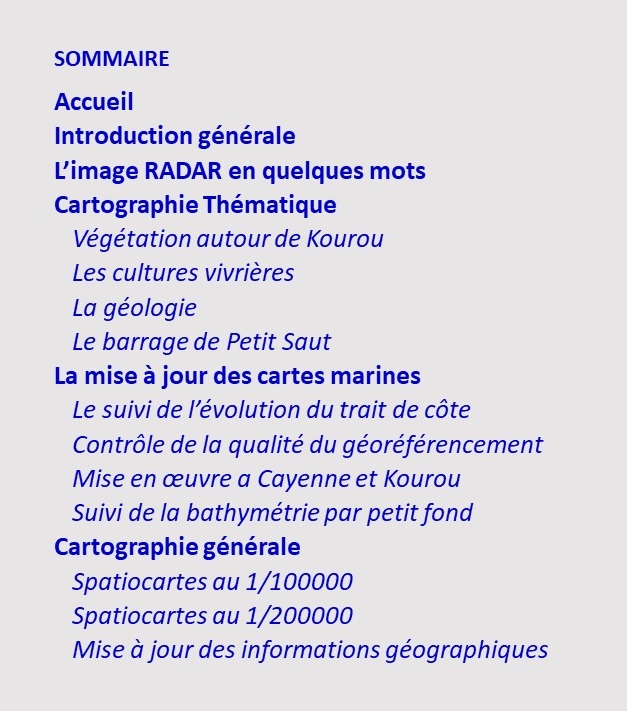 SOMMAIRE
Accueil
Introduction générale
L’image RADAR en quelques mots
Cartographie Thématique
Végétation autour de Kourou
Les cultures vivrières
La géologie
Le barrage de Petit Saut
La mise à jour des cartes marines
Le suivi de l’évolution du trait de côte
Contrôle de la qualité du géoréférencement
Mise en œuvre a Cayenne et Kourou
Suivi de la bathymétrie par petit fond
Cartographie générale
Spatiocartes au 1/100000
Spatiocartes au 1/200000
Mise à jour des informations géographiques